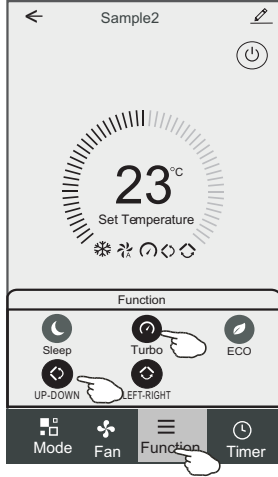 Sample2
23°C
Set Temperature
A
Function
Sleep Turbo ECO
UP-DOWN LEFT-RIGHT
Mode Fan Function Timer